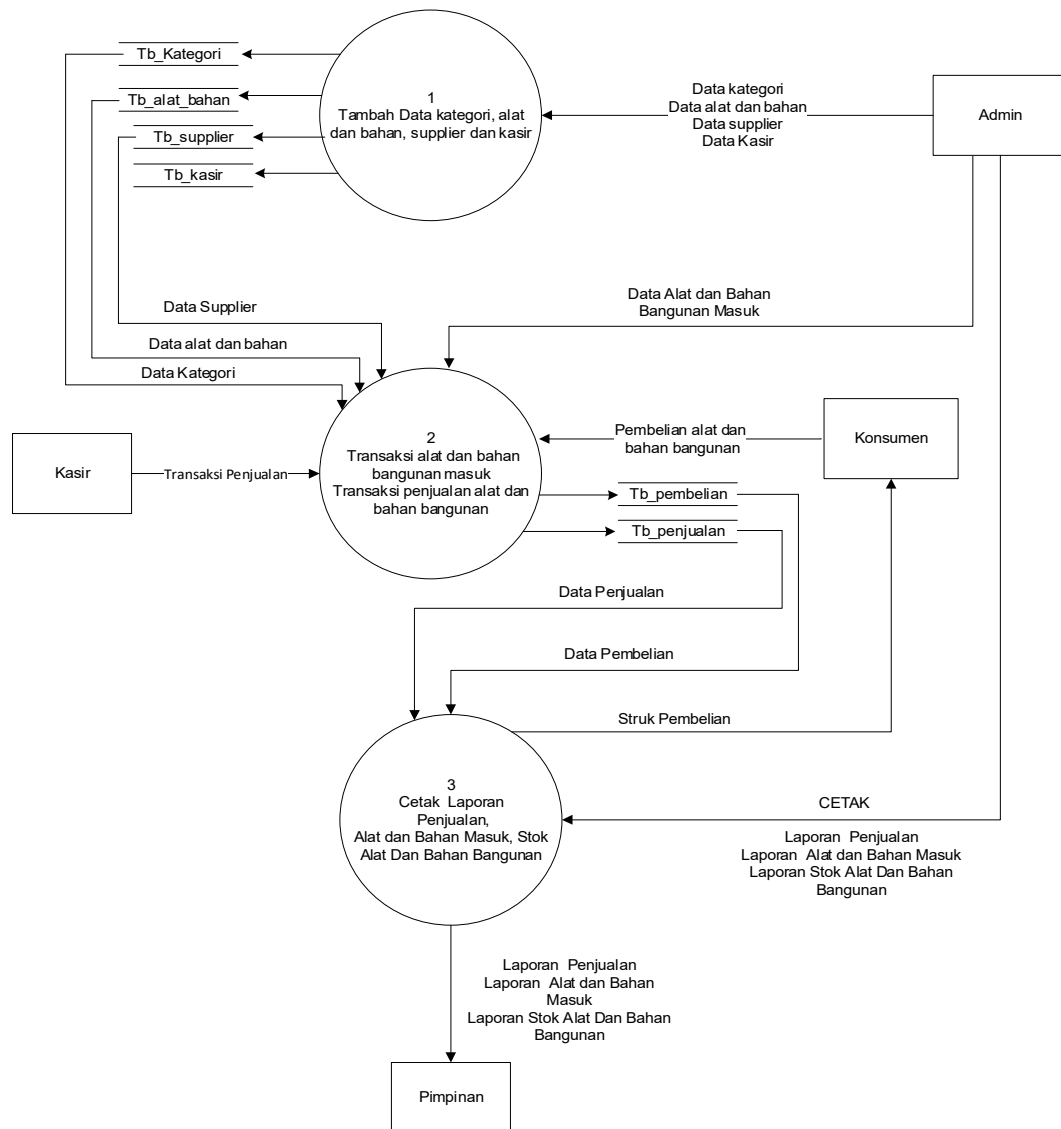 Tb_Kategori
Tb_alat_bahan
Tb_supplier
Tb_kasir
1
Tambah Data kategori, alat
dan bahan, supplier dan kasir
Data kategori
Data alat dan bahan
Data supplier
Data Kasir
Admin
Data Supplier
Data alat dan bahan
Data Kategori
Data Alat dan Bahan
Bangunan Masuk
Kasir
Transaksi Penjualan
2
Transaksi alat dan bahan
bangunan masuk
Transaksi penjualan alat dan
bahan bangunan
Pembelian alat dan
bahan bangunan
Konsumen
Tb_pembelian
Tb_penjualan
Data Penjualan
Data Pembelian
Struk Pembelian
3
Cetak Laporan
Penjualan,
Alat dan Bahan Masuk, Stok
Alat Dan Bahan Bangunan
CETAK
Laporan Penjualan
Laporan Alat dan Bahan Masuk
Laporan Stok Alat Dan Bahan
Bangunan
Laporan Penjualan
Laporan Alat dan Bahan
Masuk
Laporan Stok Alat Dan Bahan
Bangunan
Pimpinan